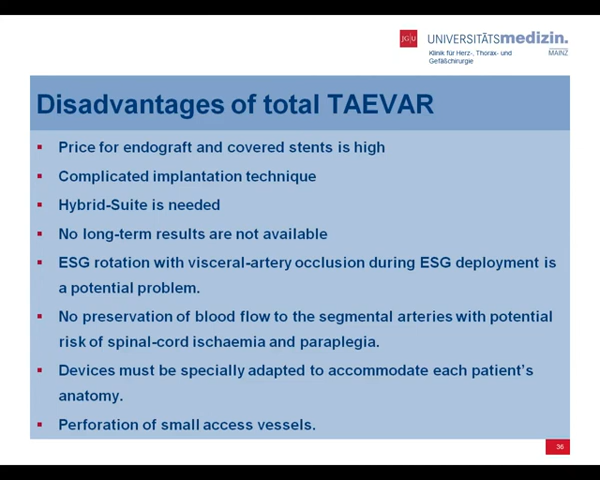 JG|U UNIVERSITÄTSmedizin.
MAINZ
Klinik für Herz-, Thorax- und
Gefäßchirurgie
Disadvantages of total TAEVAR
Price for endograft and covered stents is high
Complicated implantation technique
Hybrid-Suite is needed
No long-term results are not available
ESG rotation with visceral-artery occlusion during ESG deployment is
a potential problem.
No preservation of blood flow to the segmental arteries with potential
risk of spinal-cord ischaemia and paraplegia.
Devices must be specially adapted to accommodate each patient's
anatomy.
Perforation of small access vessels.
36